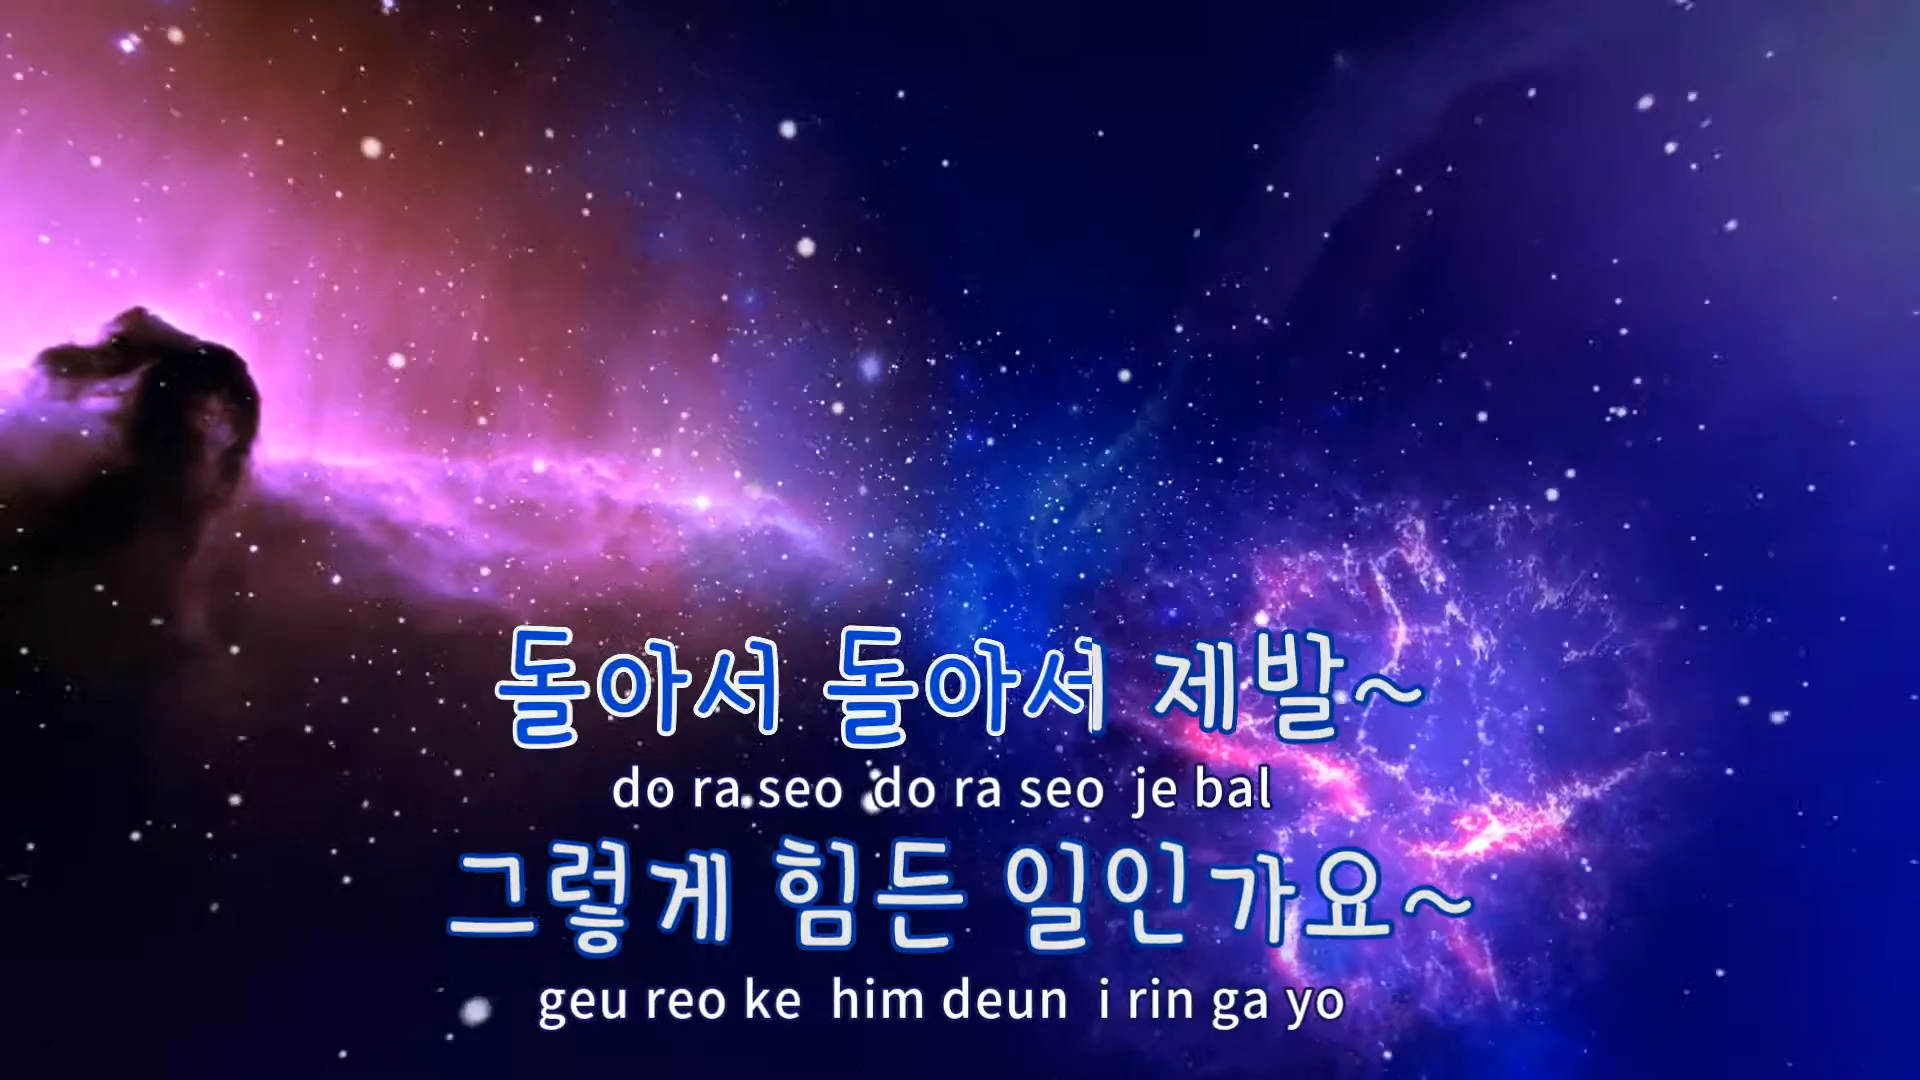 돌아서 돌아서 제발~
do ra seo do ra seo je bal
그렇게 힘든 일인가요~
geu reo ke him deun i rin ga yo